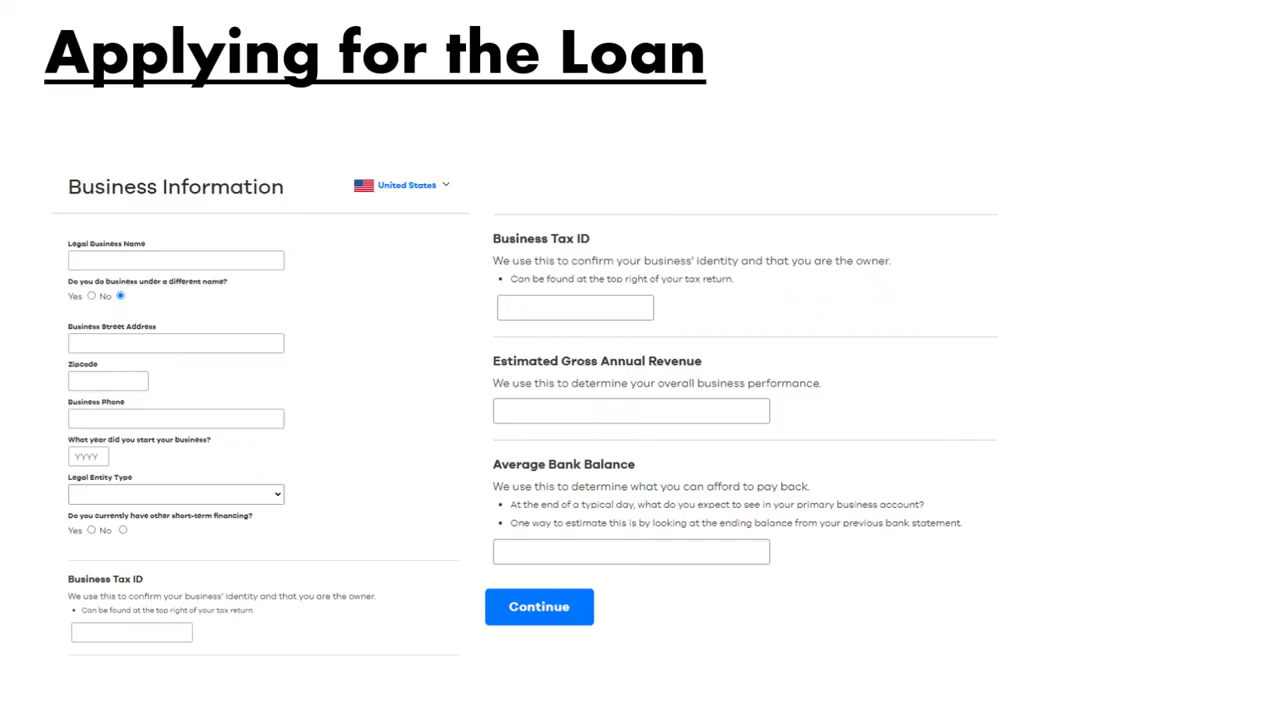 Applying for the Loan
Business Information
United States
Legal Business Name
Do you do business under a different name?
Yes No
Business Street Address
Zipcode
Business Phone
What year did you start your business?
YYYY
Legal Entity Type
Do you currently have other short-term financing?
Yes No
Business Tax ID
We use this to confirm your business' identity and that you are the owner.
• Can be found at the top right of your tax return.
Business Tax ID
We use this to confirm your business' identity and that you are the owner.
• Can be found at the top right of your tax return.
Estimated Gross Annual Revenue
We use this to determine your overall business performance.
Average Bank Balance
We use this to determine what you can afford to pay back.
• At the end of a typical day, what do you expect to see in your primary business account?
• One way to estimate this is by looking at the ending balance from your previous bank statement.
Continue